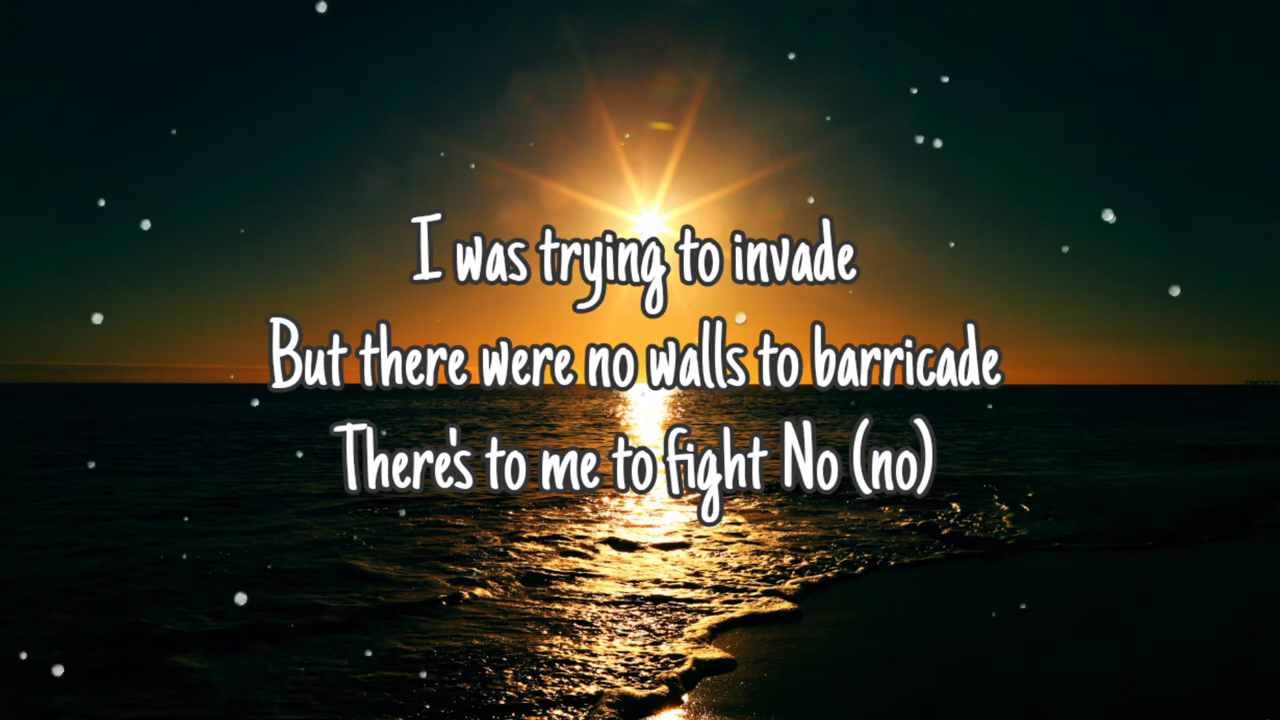 I was trying to invade
But there were no walls to barricade
There's to me to fight No (no)